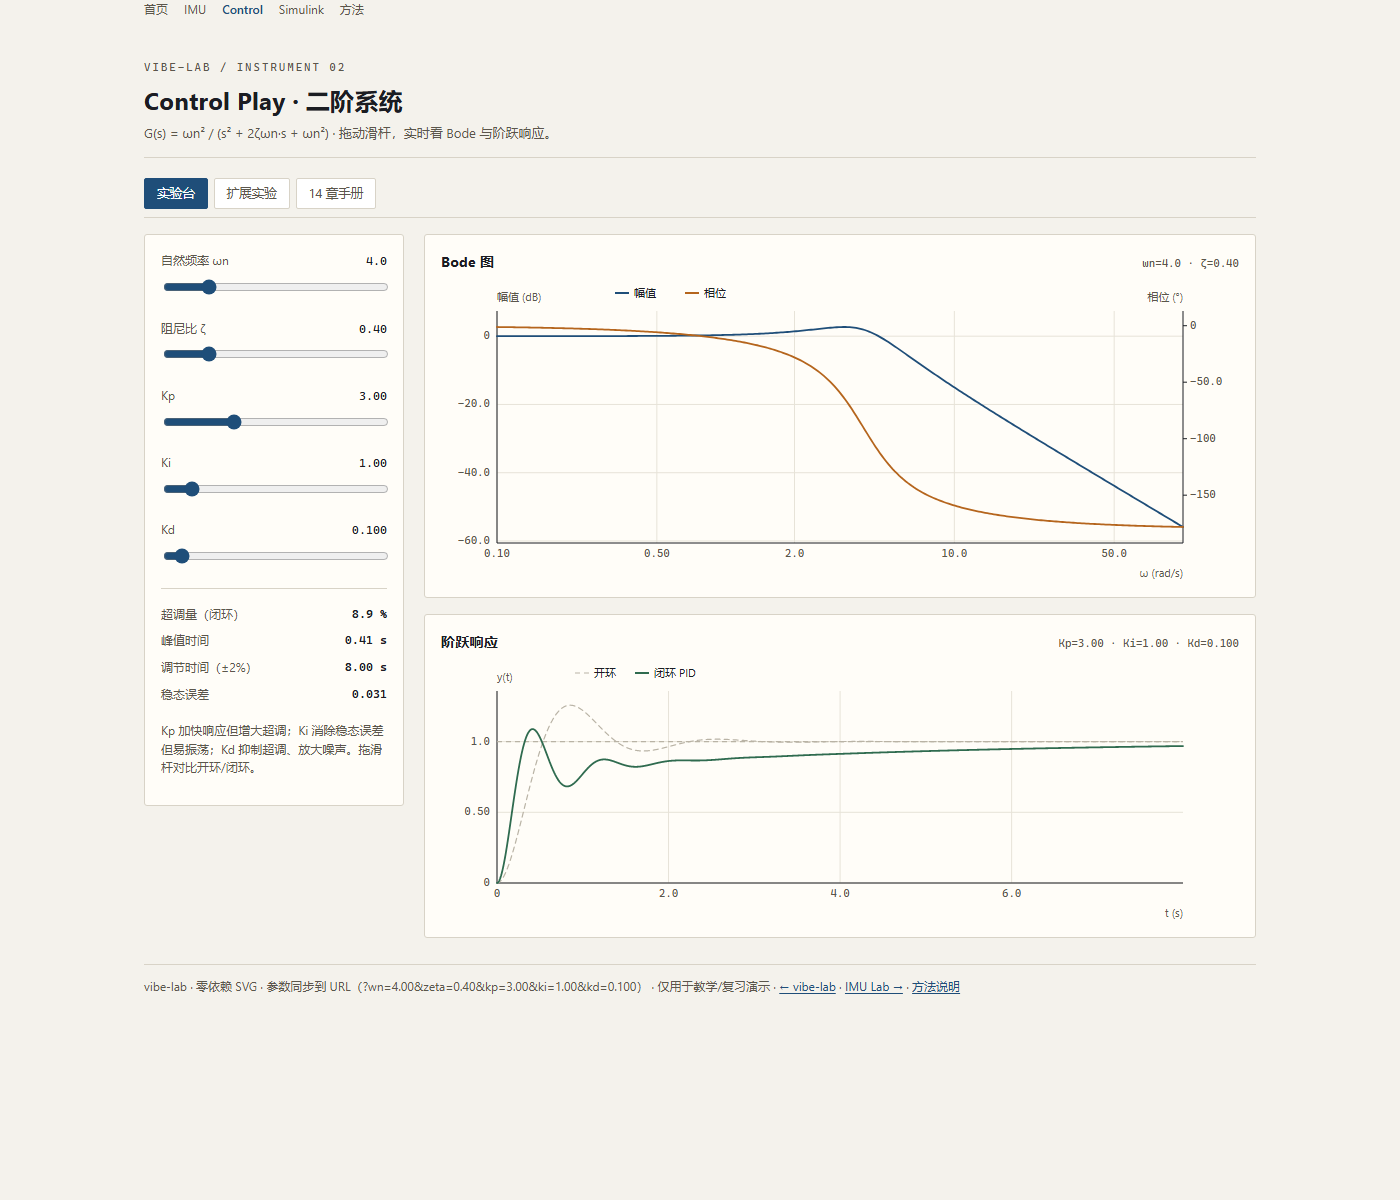 首页 IMU Control Simulink 方法
VIBE-LAB / INSTRUMENT 02
Control Play · 二阶系统
G(s) = ωn² / (s² + 2ζωn·s + ωn²) · 拖动滑杆，实时看 Bode 与阶跃响应。
实验台 扩展实验 14 章手册
自然频率 ωn 4.0
阻尼比 ζ 0.40
Kp 3.00
Ki 1.00
Kd 0.100
超调量（闭环） 8.9 %
峰值时间 0.41 s
调节时间（±2%） 8.00 s
稳态误差 0.031
Kp 加快响应但增大超调；Ki 消除稳态误差
但易振荡；Kd 抑制超调、放大噪声。拖滑
杆对比开环/闭环。
Bode 图 ωn=4.0 · ζ=0.40
幅值 (dB) 幅值 相位 相位 (°)
0
−20.0
−40.0
−60.0
0
−50.0
−100
−150
0.10 0.50 2.0 10.0 50.0
ω (rad/s)
阶跃响应 Kp=3.00 · Ki=1.00 · Kd=0.100
y(t) 开环 闭环 PID
1.0
0.50
0
0 2.0 4.0 6.0
t (s)
vibe-lab · 零依赖 SVG · 参数同步到 URL（?wn=4.00&zeta=0.40&kp=3.00&ki=1.00&kd=0.100） · 仅用于教学/复习演示 · ← vibe-lab · IMU Lab → · 方法说明